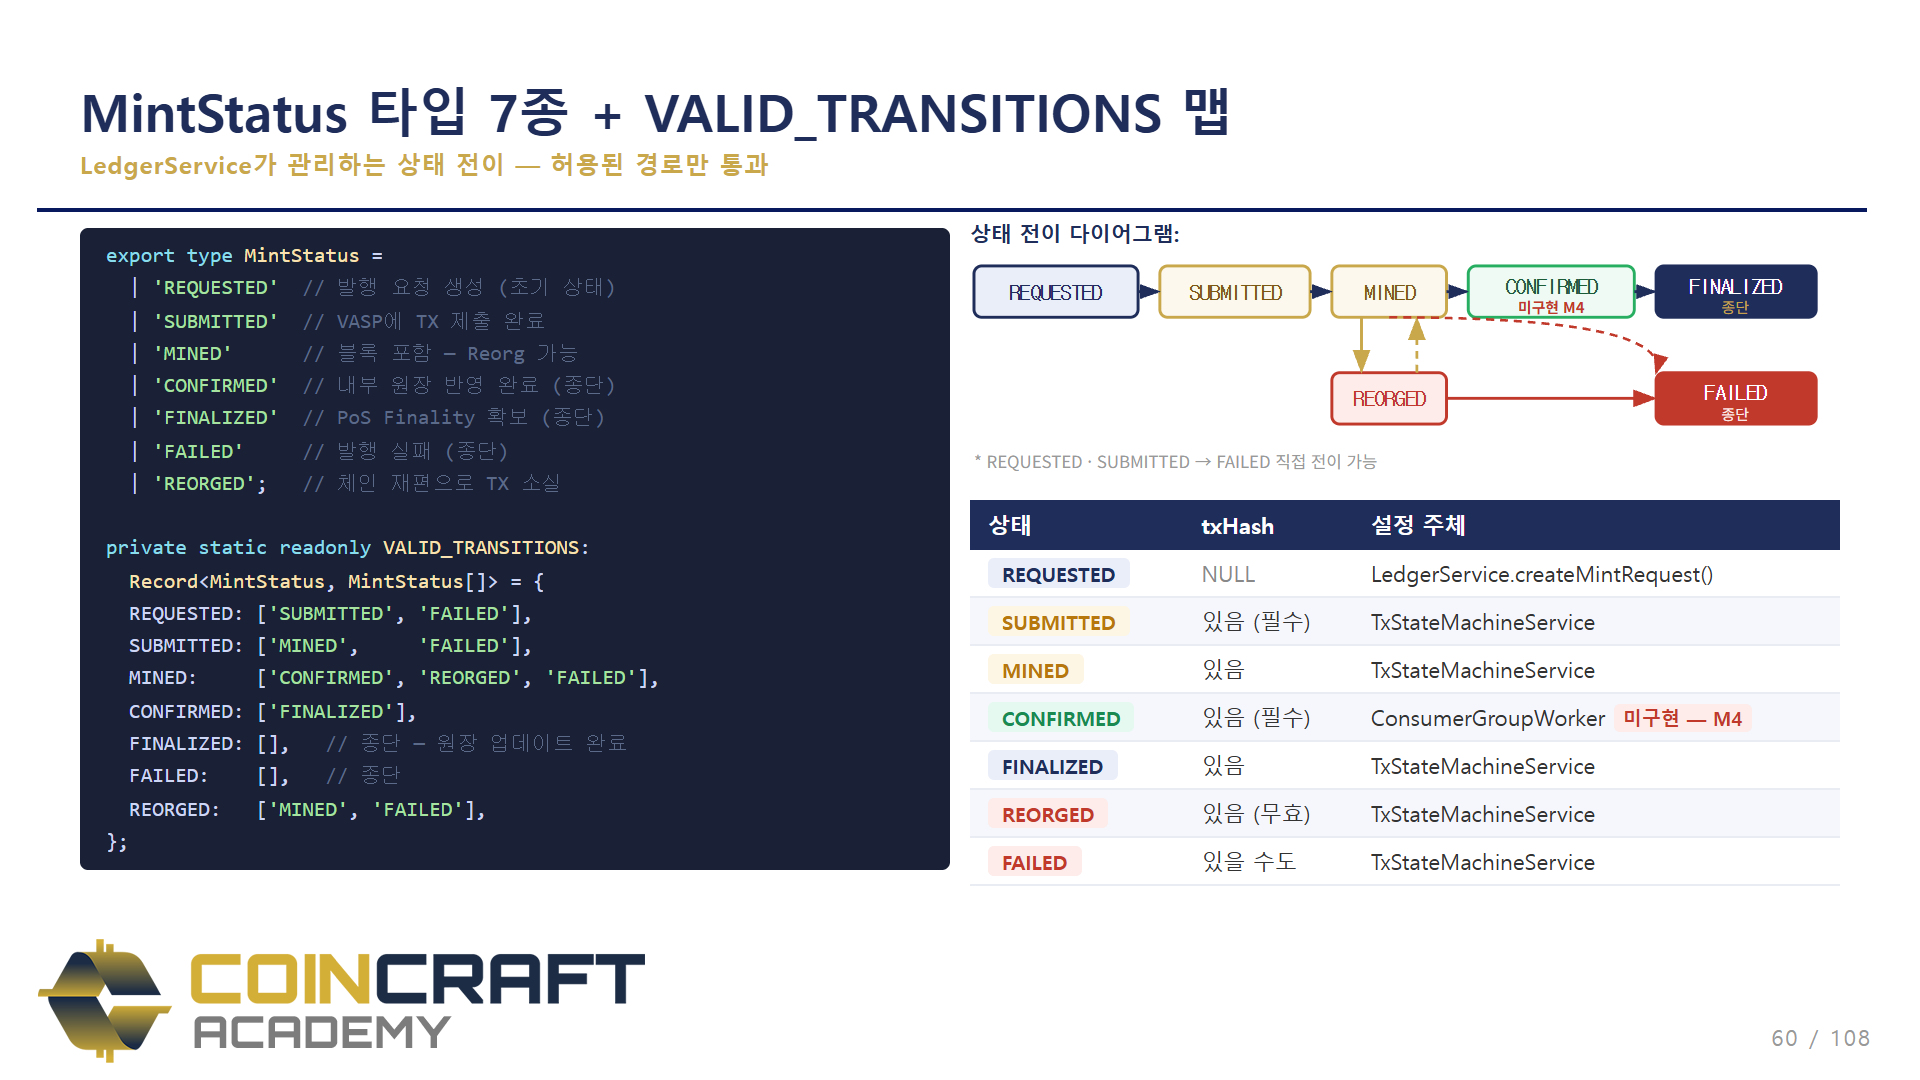 MintStatus 타입 7종 + VALID_TRANSITIONS 맵
LedgerService가 관리하는 상태 전이 — 허용된 경로만 통과
export type MintStatus =
| 'REQUESTED'  // 발행 요청 생성 (초기 상태)
| 'SUBMITTED'  // VASP에 TX 제출 완료
| 'MINED'      // 블록 포함 — Reorg 가능
| 'CONFIRMED'  // 내부 원장 반영 완료 (종단)
| 'FINALIZED'  // PoS Finality 확보 (종단)
| 'FAILED'     // 발행 실패 (종단)
| 'REORGED';   // 체인 재편으로 TX 소실
private static readonly VALID_TRANSITIONS:
Record<MintStatus, MintStatus[]> = {
REQUESTED: ['SUBMITTED', 'FAILED'],
SUBMITTED: ['MINED',     'FAILED'],
MINED:     ['CONFIRMED', 'REORGED', 'FAILED'],
CONFIRMED: ['FINALIZED'],
FINALIZED: [],   // 종단 — 원장 업데이트 완료
FAILED:    [],   // 종단
REORGED:   ['MINED', 'FAILED'],
};
상태 전이 다이어그램:
REQUESTED
SUBMITTED
MINED
CONFIRMED
미구현 M4
FINALIZED
종단
REORGED
FAILED
종단
* REQUESTED · SUBMITTED → FAILED 직접 전이 가능
상태 txHash 설정 주체
REQUESTED NULL LedgerService.createMintRequest()
SUBMITTED 있음 (필수) TxStateMachineService
MINED 있음 TxStateMachineService
CONFIRMED 있음 (필수) ConsumerGroupWorker 미구현 — M4
FINALIZED 있음 TxStateMachineService
REORGED 있음 (무효) TxStateMachineService
FAILED 있을 수도 TxStateMachineService
COINCRAFT
ACADEMY
60 / 108